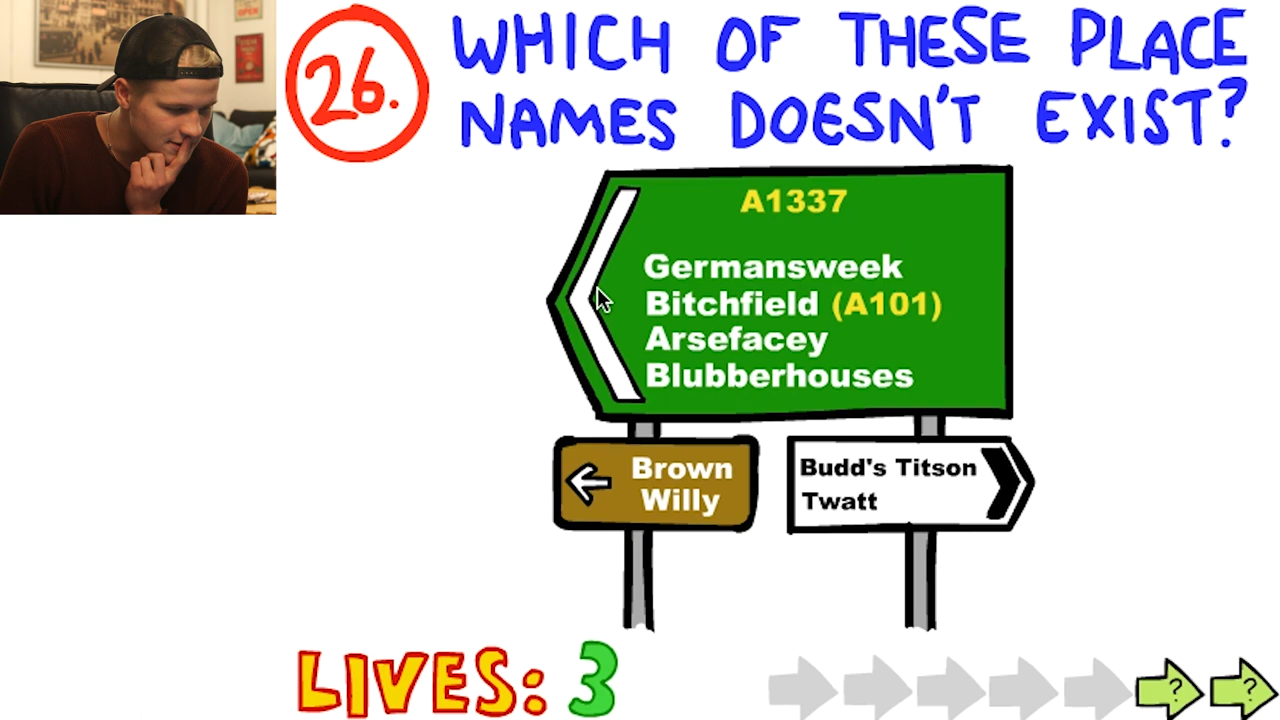 26.
WHICH OF THESE PLACE
NAMES DOESN'T EXIST?
A1337
Germansweek
Bitchfield (A101)
Arsefacey
Blubberhouses
Brown
Willy
Budd's Titson
Twatt
LIVES: 3
? ?
OPEN